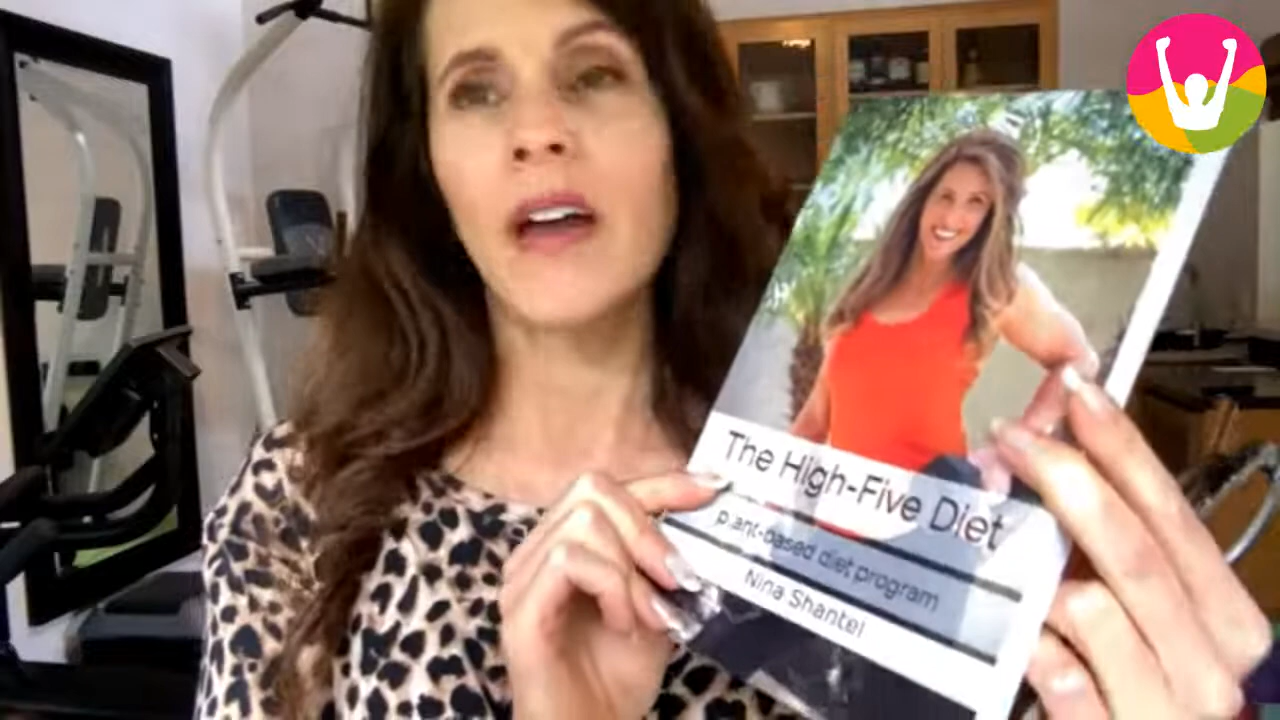 The High-Five Diet
plant-based diet program
Nina Shantel